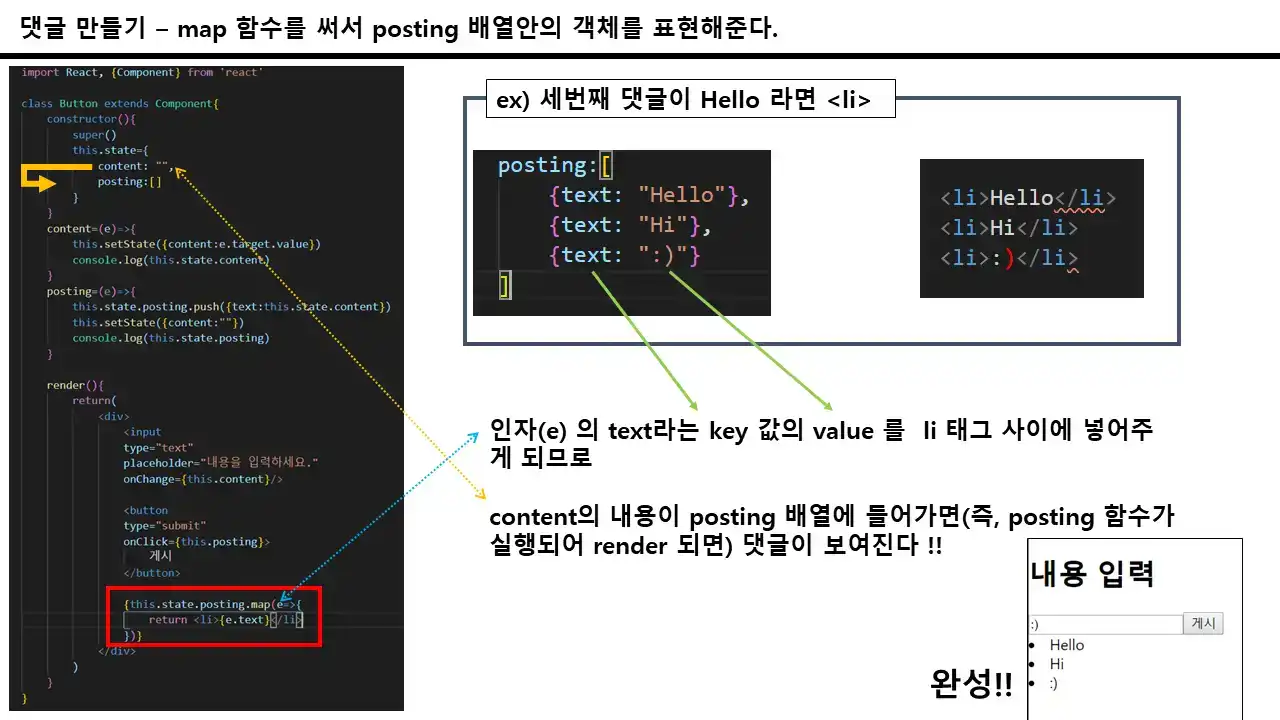 댓글 만들기 – map 함수를 써서 posting 배열안의 객체를 표현해준다.
import React, {Component} from 'react'
class Button extends Component{
constructor(){
super()
this.state={
content: "",
posting:[]
}
}
content=(e)=>{
this.setState({content:e.target.value})
console.log(this.state.content)
}
posting=(e)=>{
this.state.posting.push({text:this.state.content})
this.setState({content:""})
console.log(this.state.posting)
}
render(){
return(
<div>
<input
type="text"
placeholder="내용을 입력하세요."
onChange={this.content}/>
<button
type="submit"
onClick={this.posting}>
게시
</button>
{this.state.posting.map(e=>{
return <li>{e.text}</li>
})}
</div>
)
}
}
ex) 세번째 댓글이 Hello 라면 <li>
posting:[
{text: "Hello"},
{text: "Hi"},
{text: ":)"}
]
<li>Hello</li>
<li>Hi</li>
<li>:)</li>
인자(e) 의 text라는 key 값의 value 를 li 태그 사이에 넣어주
게 되므로
content의 내용이 posting 배열에 들어가면(즉, posting 함수가
실행되어 render 되면) 댓글이 보여진다 !!
완성!!
내용 입력
:) 게시
Hello
Hi
:)